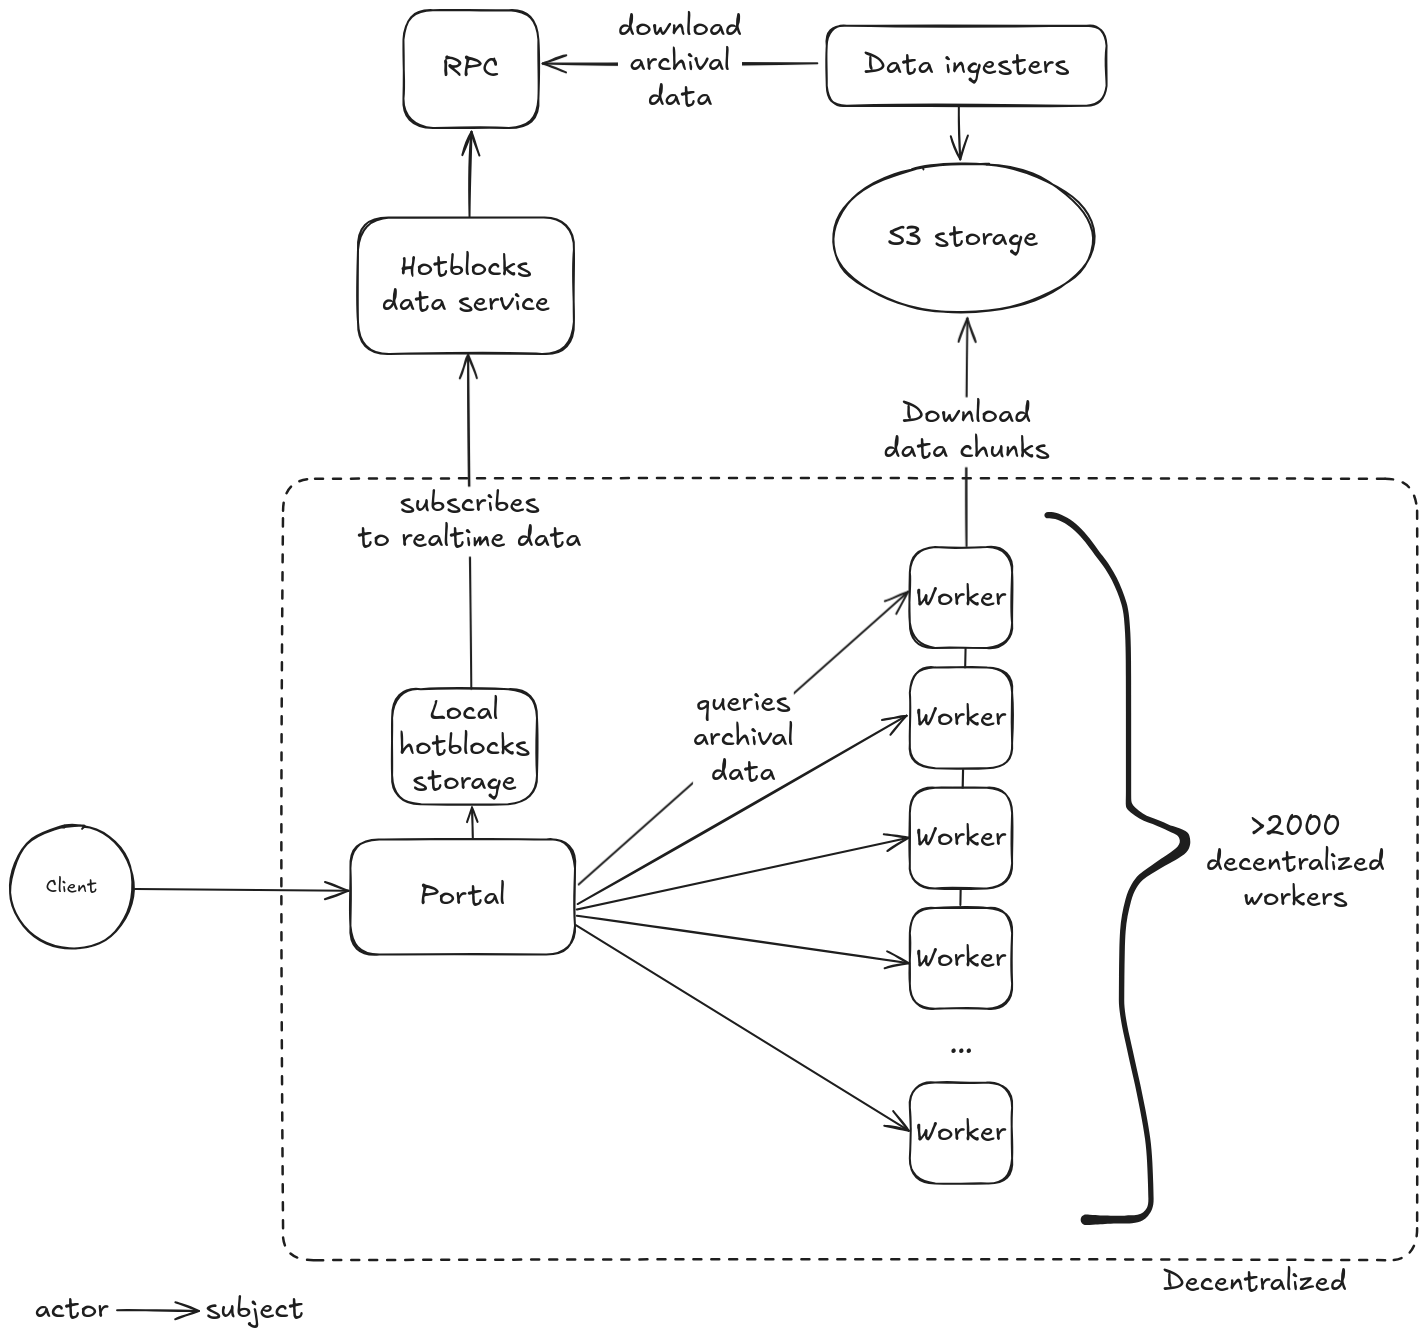 download
archival
data
RPC
Data ingesters
S3 storage
Hotblocks
data service
Download
data chunks
subscribes
to realtime data
Worker
Local
hotblocks
storage
queries
archival
data
Worker
Worker
>2000
decentralized
workers
Client
Portal
Worker
...
Worker
Decentralized
actor
subject